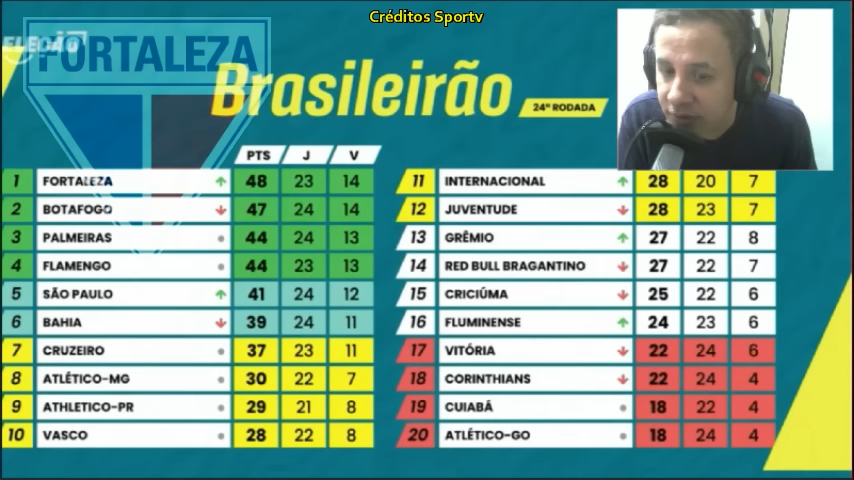 Créditos Sportv
FORTALEZA
Brasileirão
24ª RODADA
PTS J V
1 FORTALEZA 48 23 14
2 BOTAFOGO 47 24 14
3 PALMEIRAS 44 24 13
4 FLAMENGO 44 23 13
5 SÃO PAULO 41 24 12
6 BAHIA 39 24 11
7 CRUZEIRO 37 23 11
8 ATLÉTICO-MG 30 22 7
9 ATHLETICO-PR 29 21 8
10 VASCO 28 22 8
11 INTERNACIONAL 28 20 7
12 JUVENTUDE 28 23 7
13 GRÊMIO 27 22 8
14 RED BULL BRAGANTINO 27 22 7
15 CRICIÚMA 25 22 6
16 FLUMINENSE 24 23 6
17 VITÓRIA 22 24 6
18 CORINTHIANS 22 24 4
19 CUIABÁ 18 22 4
20 ATLÉTICO-GO 18 24 4